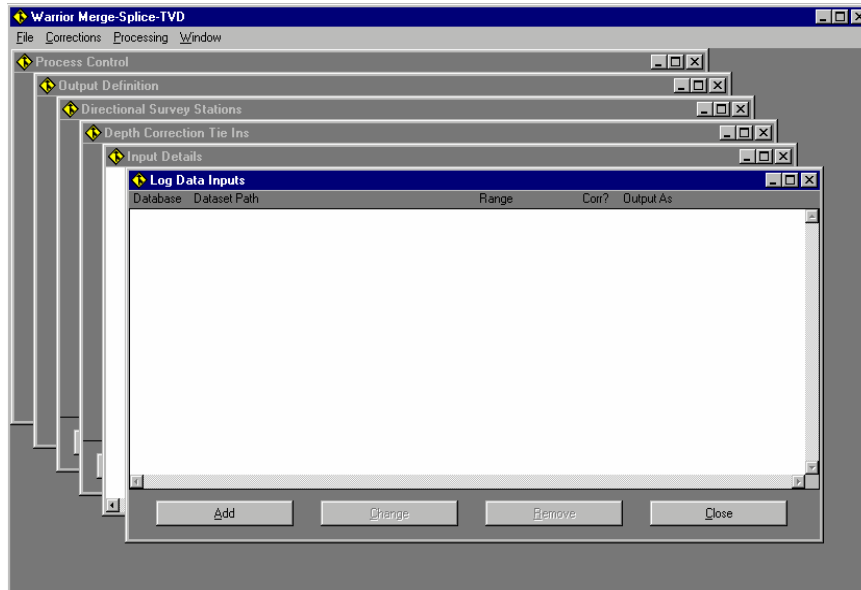 Warrior Merge-Splice-TVD
File Corrections Processing Window
Process Control
Output Definition
Directional Survey Stations
Depth Correction Tie Ins
Input Details
Log Data Inputs
Database Dataset Path Range Corr? Output As
Add Change Remove Close